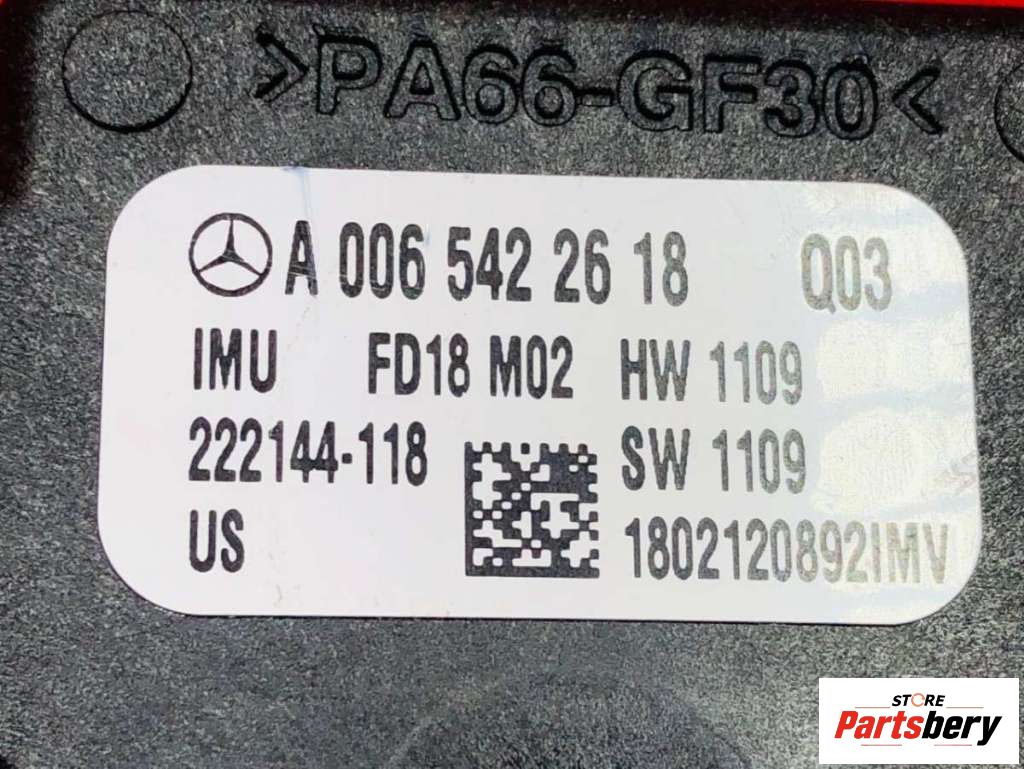 >PA66-GF30<
A 006 542 26 18 Q03
IMU FD18 M02 HW 1109
222144-118 SW 1109
US 1802120892IMV
STORE
Partsbery